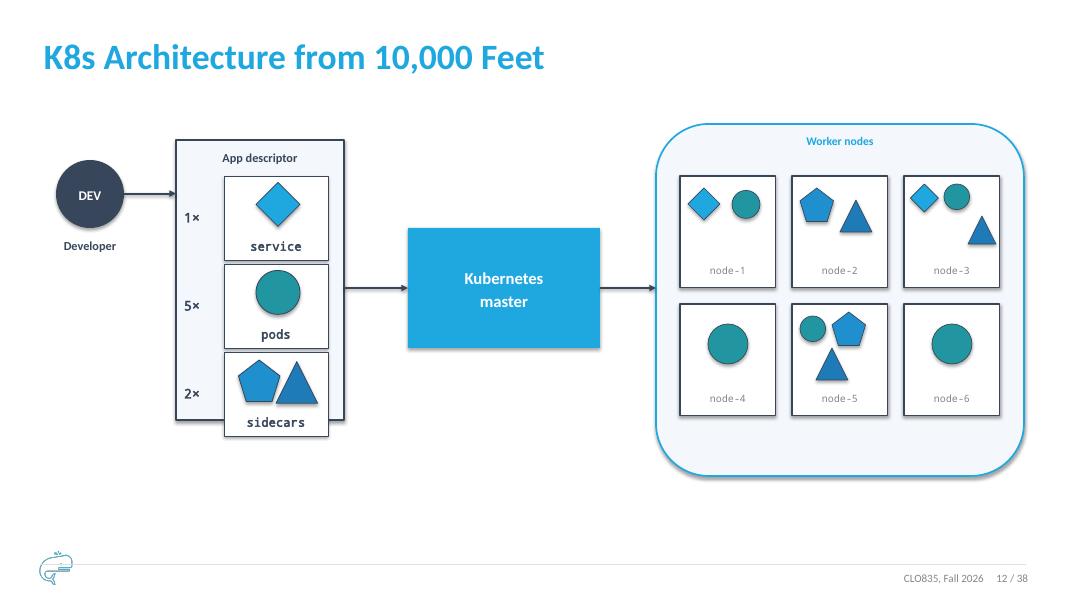 K8s Architecture from 10,000 Feet
Worker nodes
App descriptor
DEV
Developer
1×
service
5×
pods
2×
sidecars
Kubernetes
master
node-1
node-2
node-3
node-4
node-5
node-6
CLO835, Fall 2026
12 / 38